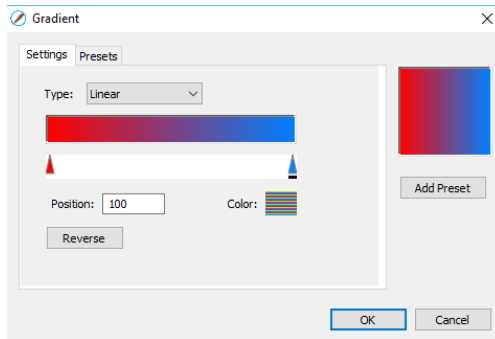 Gradient
Settings Presets
Type: Linear
Position: 100 Color:
Reverse
Add Preset
OK Cancel